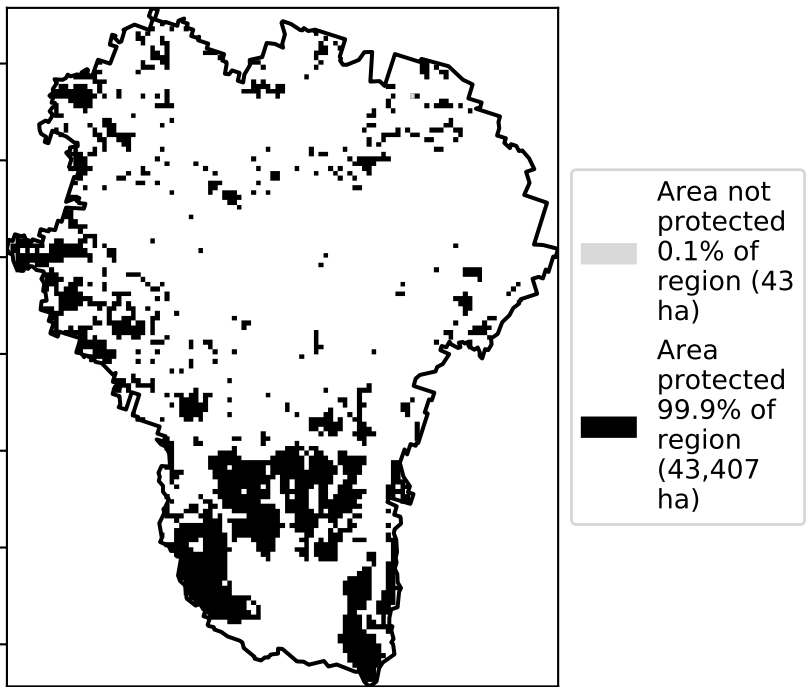 Area not
protected
0.1% of
region (43
ha)
Area
protected
99.9% of
region
(43,407
ha)